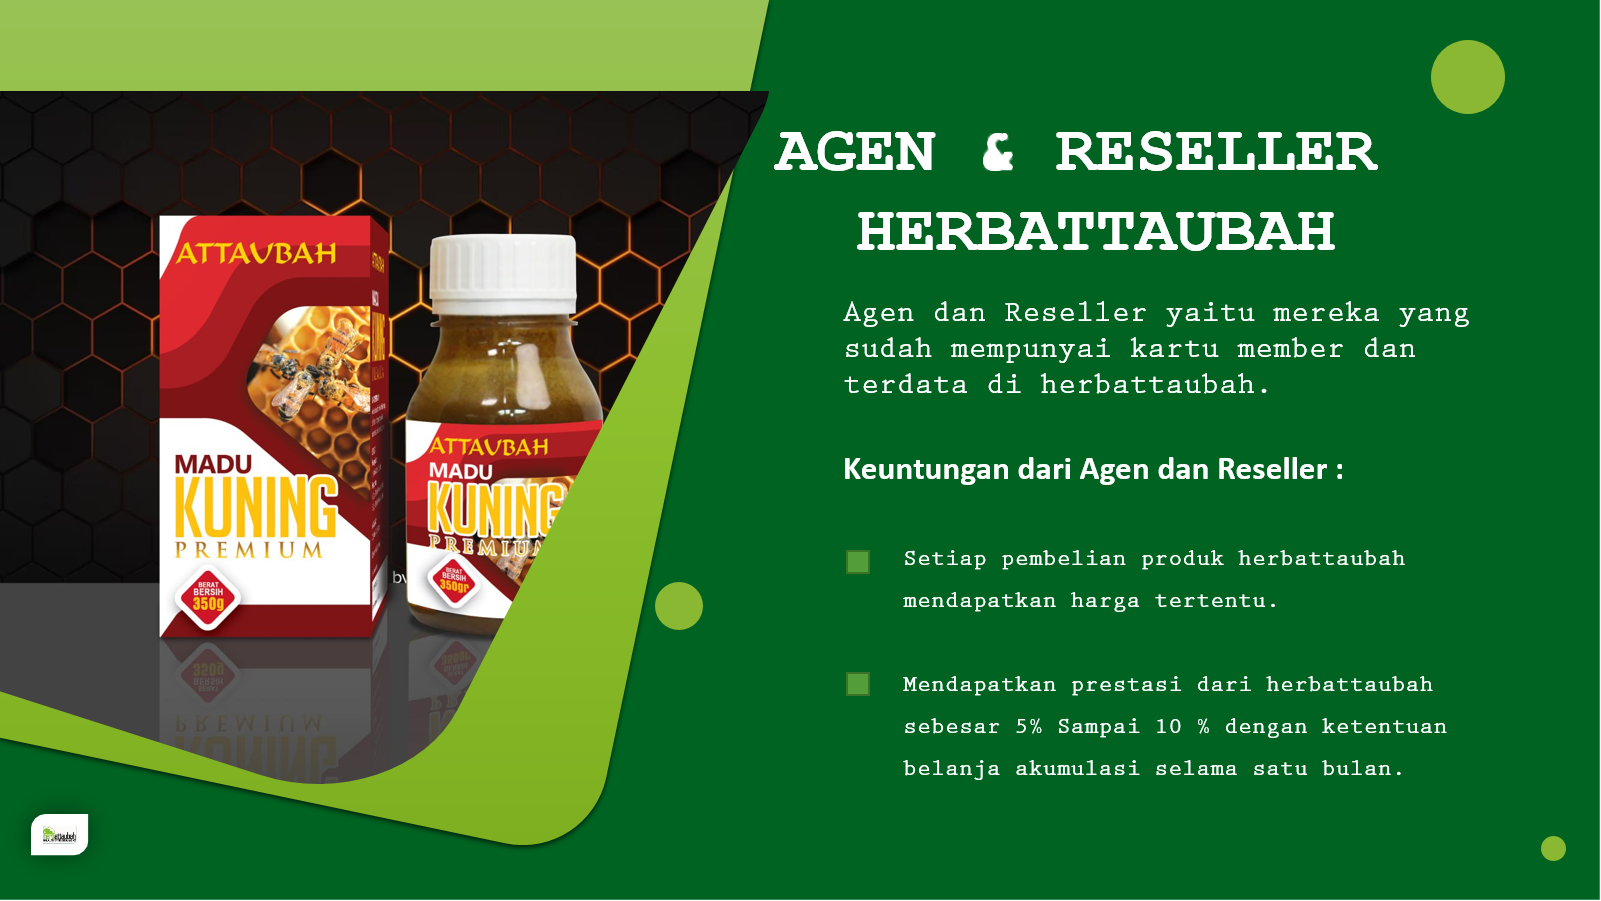 AGEN & RESELLER
HERBATTAUBAH
Agen dan Reseller yaitu mereka yang
sudah mempunyai kartu member dan
terdata di herbattaubah.
Keuntungan dari Agen dan Reseller :
Setiap pembelian produk herbattaubah
mendapatkan harga tertentu.
Mendapatkan prestasi dari herbattaubah
sebesar 5% Sampai 10 % dengan ketentuan
belanja akumulasi selama satu bulan.
ATTAUBAH
MADU
KUNING
PREMIUM
BERAT
BERSIH
350g
ATTAUBAH
MADU
KUNING
PREMIUM
BERAT
BERSIH
350gr